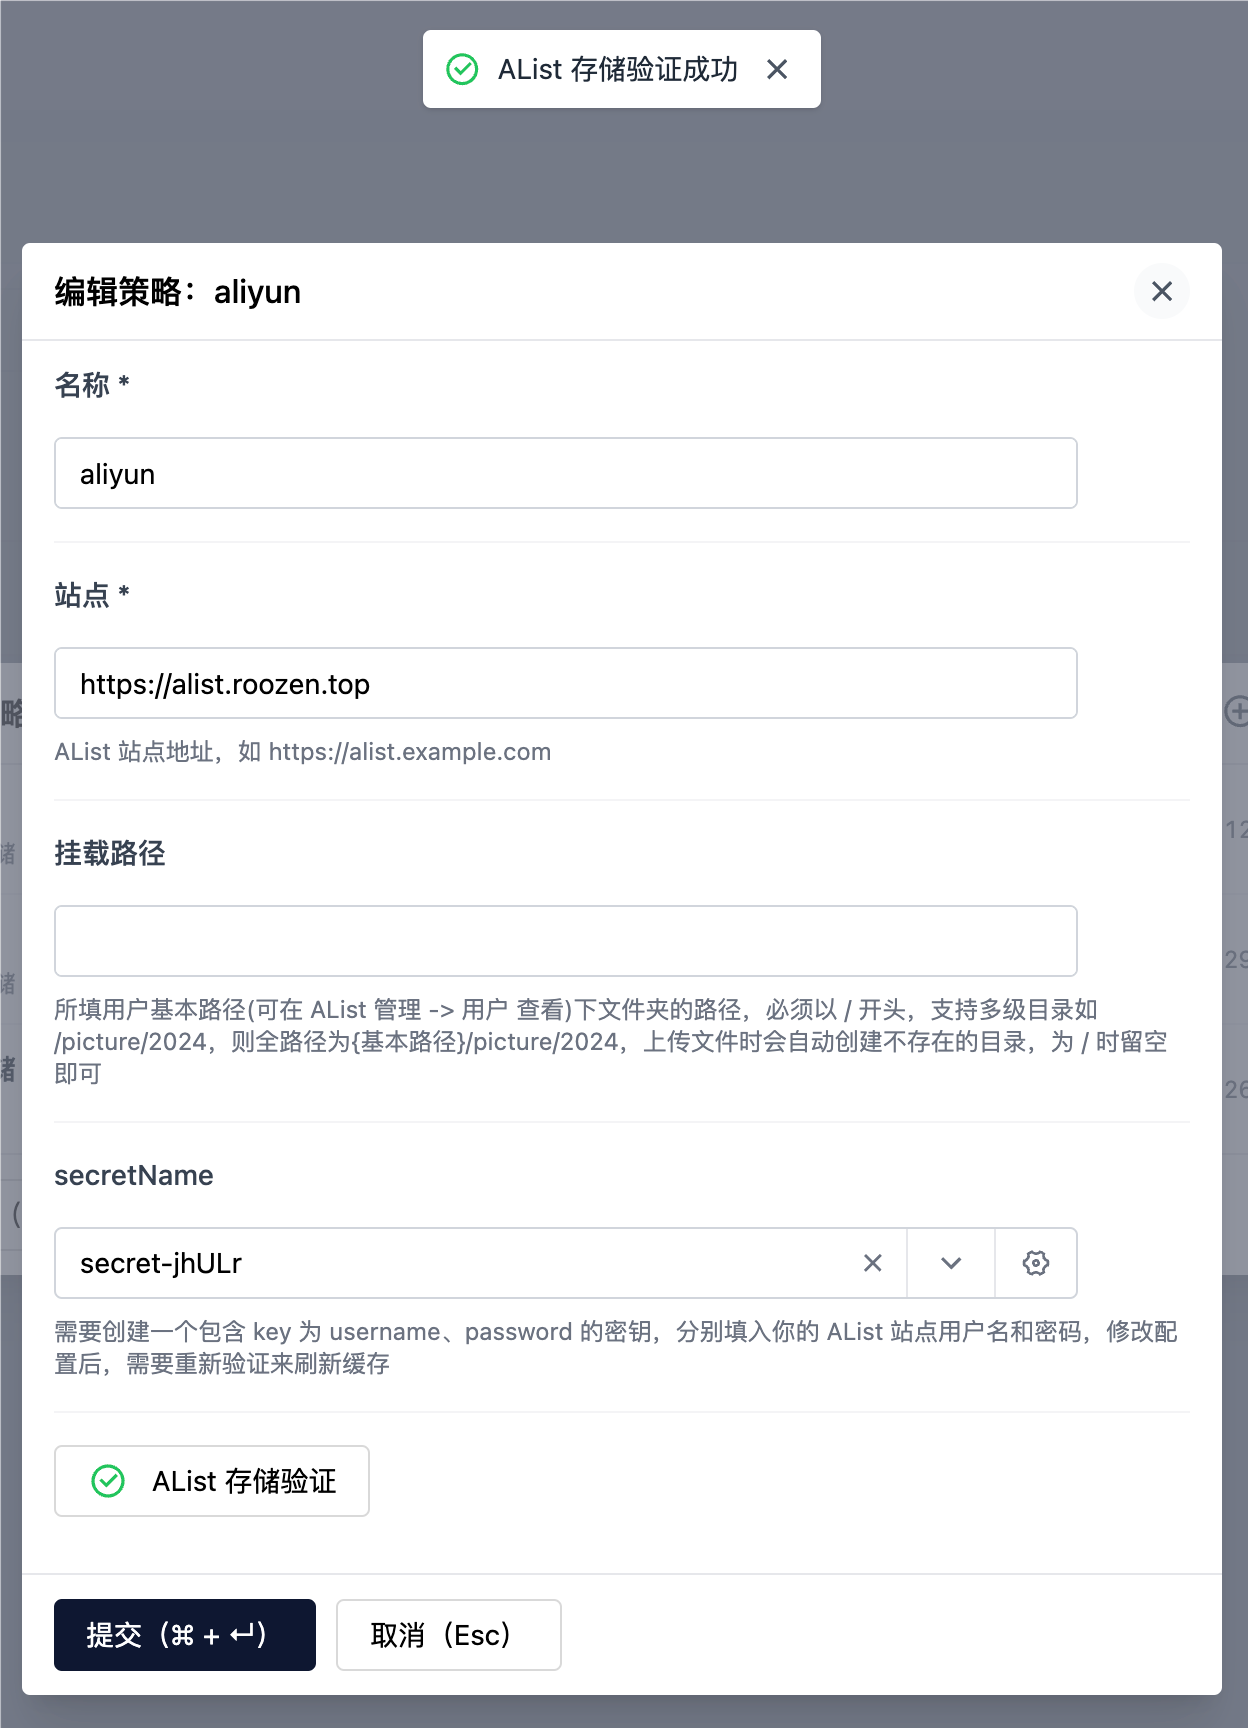 AList 存储验证成功
编辑策略：aliyun
名称 *
aliyun
站点 *
https://alist.roozen.top
AList 站点地址，如 https://alist.example.com
挂载路径
所填用户基本路径(可在 AList 管理 -> 用户 查看)下文件夹的路径，必须以 / 开头，支持多级目录如
/picture/2024，则全路径为{基本路径}/picture/2024，上传文件时会自动创建不存在的目录，为 / 时留空
即可
secretName
secret-jhULr
需要创建一个包含 key 为 username、password 的密钥，分别填入你的 AList 站点用户名和密码，修改配
置后，需要重新验证来刷新缓存
AList 存储验证
提交（⌘ + ↵）
取消（Esc）
略
储
储
储
（
12
29
26